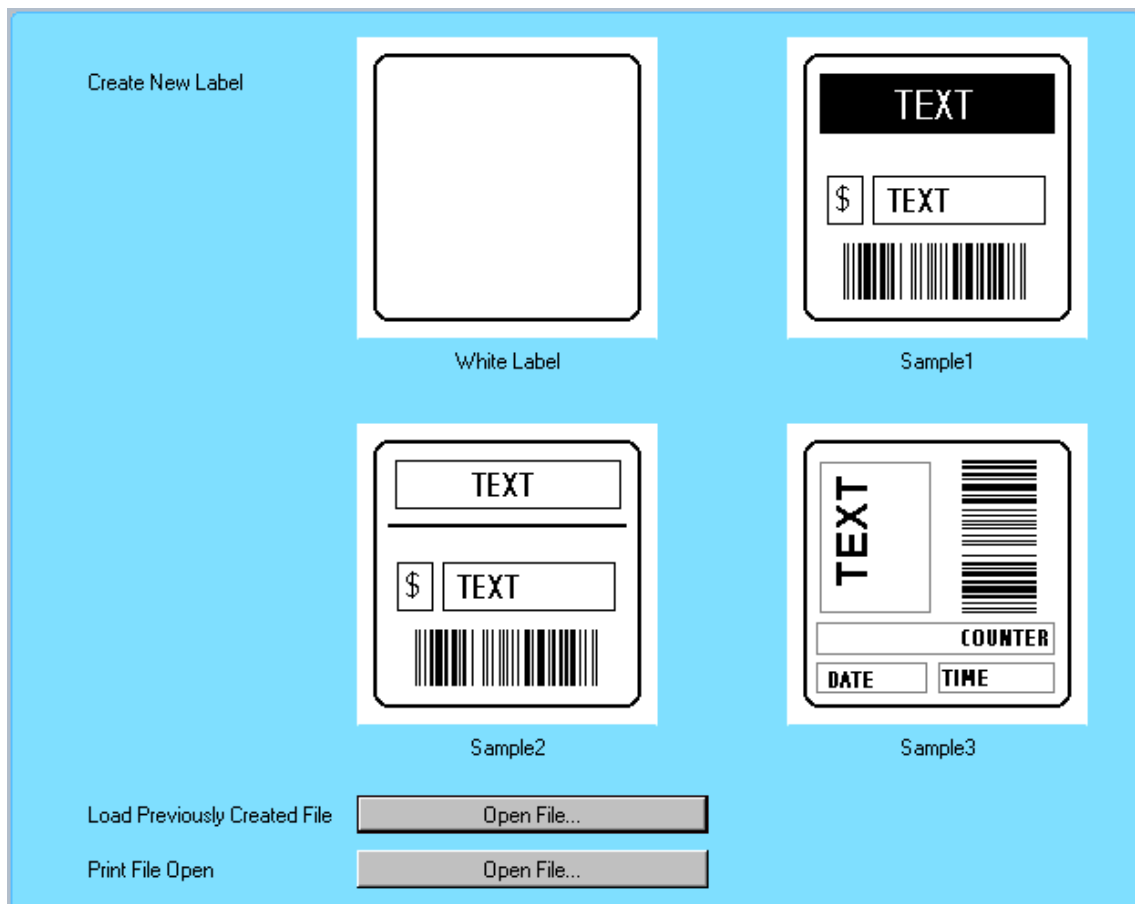 Create New Label
TEXT
$ TEXT
White Label
Sample1
TEXT
$ TEXT
TEXT
COUNTER
DATE
TIME
Sample2
Sample3
Load Previously Created File
Open File...
Print File Open
Open File...